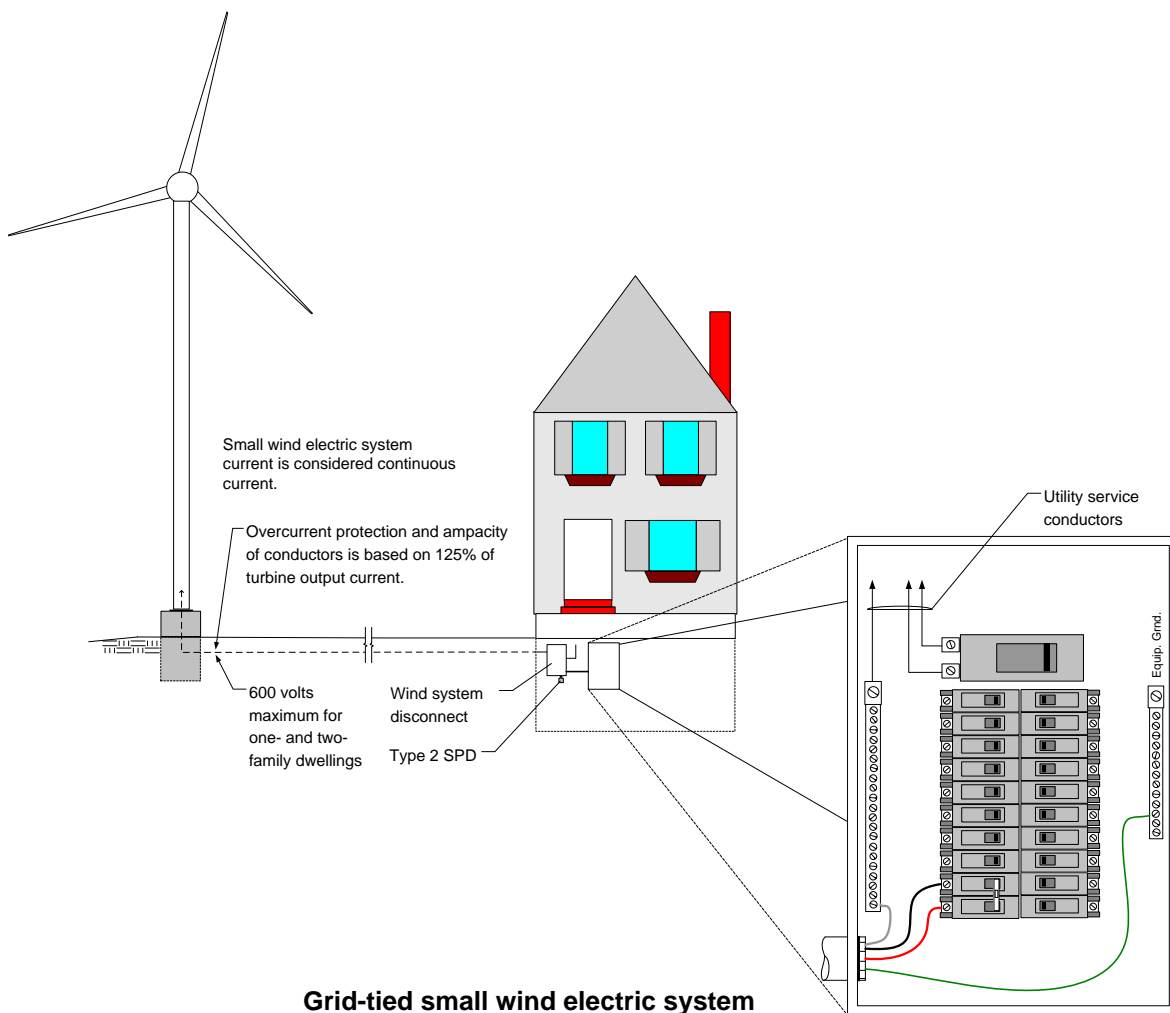 Small wind electric system
current is considered continuous
current.
Overcurrent protection and ampacity
of conductors is based on 125% of
turbine output current.
600 volts
maximum for
one- and two-
family dwellings
Wind system
disconnect
Type 2 SPD
Utility service
conductors
Equip. Grnd.
Grid-tied small wind electric system